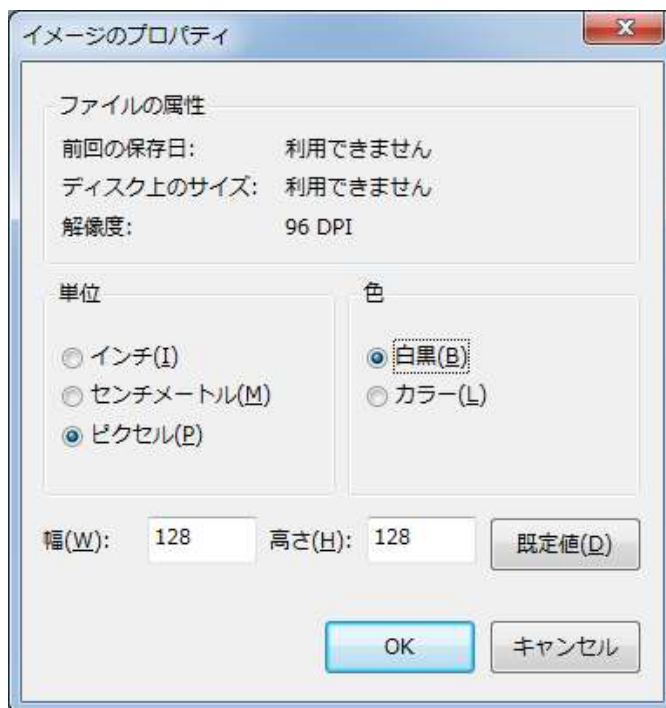 イメージのプロパティ
ファイルの属性
前回の保存日: 利用できません
ディスク上のサイズ: 利用できません
解像度: 96 DPI
単位
インチ(I)
センチメートル(M)
ピクセル(P)
色
白黒(B)
カラー(L)
幅(W): 128 高さ(H): 128 既定値(D)
OK キャンセル